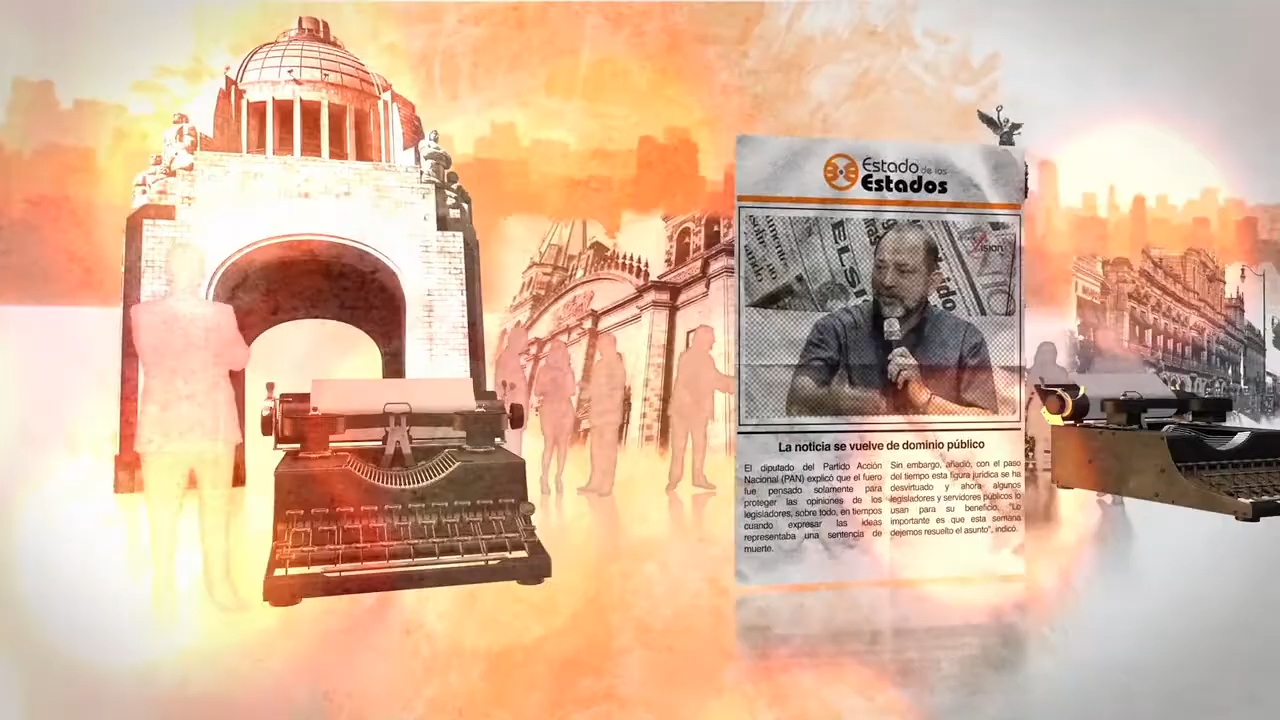 Estado de los
Estados
ELSI
visión
La noticia se vuelve de dominio público
El diputado del Partido Acción
Nacional (PAN) explicó que el fuero
fue pensado solamente para
proteger las opiniones de los
legisladores, sobre todo, en tiempos
cuando expresar las ideas
representaba una sentencia de
muerte.
Sin embargo, añadió, con el paso
del tiempo esta figura jurídica se ha
desvirtuado y ahora algunos
legisladores y servidores públicos lo
usan para su beneficio. "Lo
importante es que esta semana
dejemos resuelto el asunto", indicó.